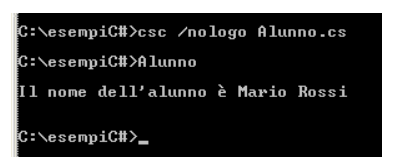 C:\esempiC#>csc /nologo Alunno.cs
C:\esempiC#>Alunno
Il nome dell'alunno è Mario Rossi
C:\esempiC#>_